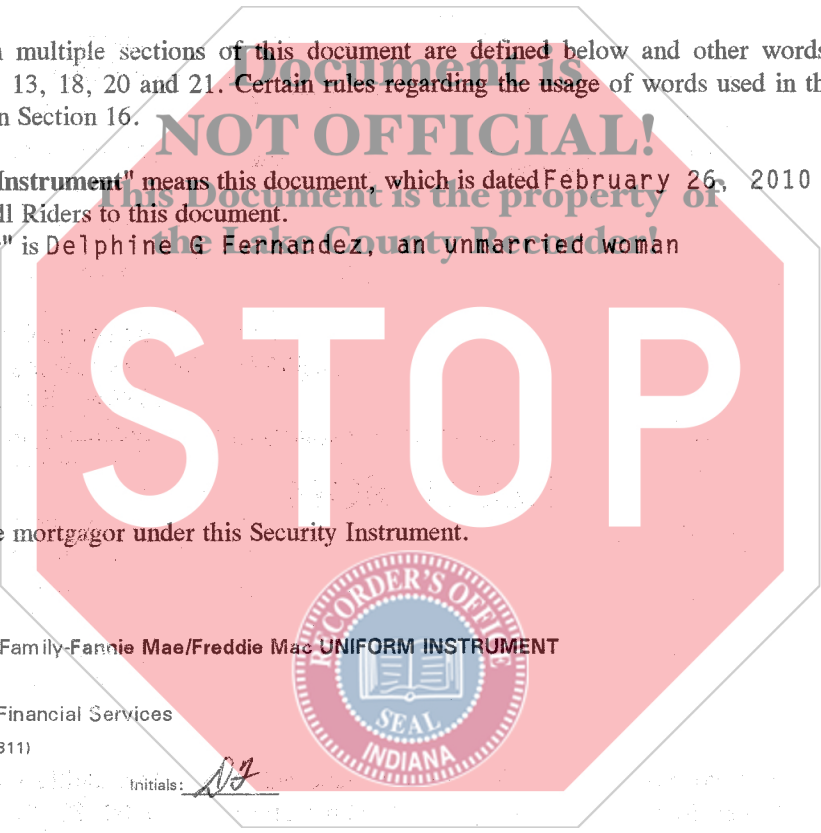 multiple sections of this document are defined below and other words
13, 18, 20 and 21. Certain rules regarding the usage of words used in th
n Section 16.
Document is
NOT OFFICIAL!
This Document is the property of
the Lake County Recorder!
Instrument" means this document, which is dated February 26, 2010
ll Riders to this document.
" is Delphine G Fernandez, an unmarried woman
STOP
e mortgagor under this Security Instrument.
RECORDER'S OFFICE
SEAL
INDIANA
Family-Fannie Mae/Freddie Mac UNIFORM INSTRUMENT
Financial Services
311)
Initials: DF